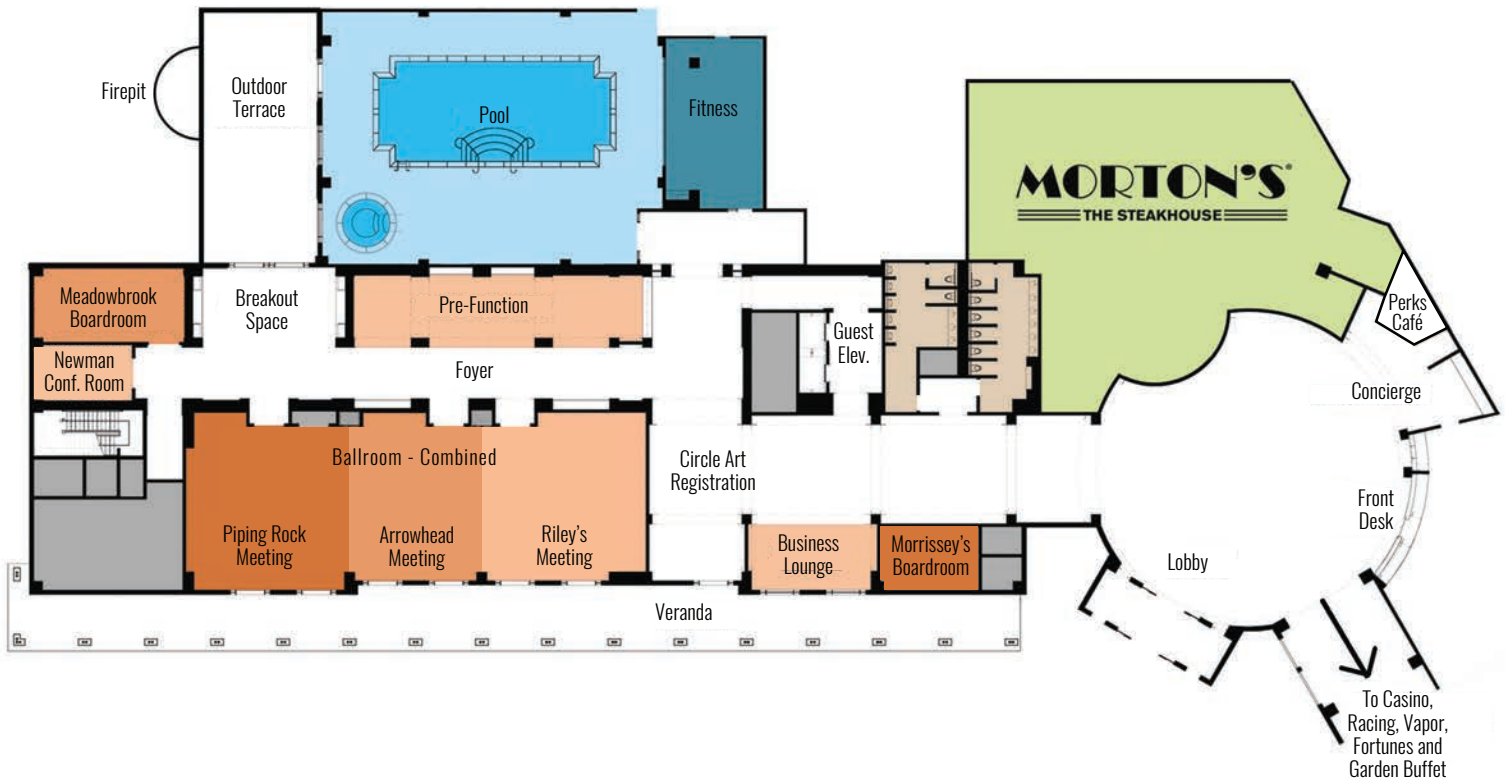 Firepit
Outdoor
Terrace
Pool
Fitness
MORTON'S®
THE STEAKHOUSE
Meadowbrook
Boardroom
Breakout
Space
Pre-Function
Guest
Elev.
Perks
Café
Newman
Conf. Room
Foyer
Concierge
Ballroom - Combined
Circle Art
Registration
Piping Rock
Meeting
Arrowhead
Meeting
Riley's
Meeting
Business
Lounge
Morrissey's
Boardroom
Front
Desk
Lobby
Veranda
To Casino,
Racing, Vapor,
Fortunes and
Garden Buffet